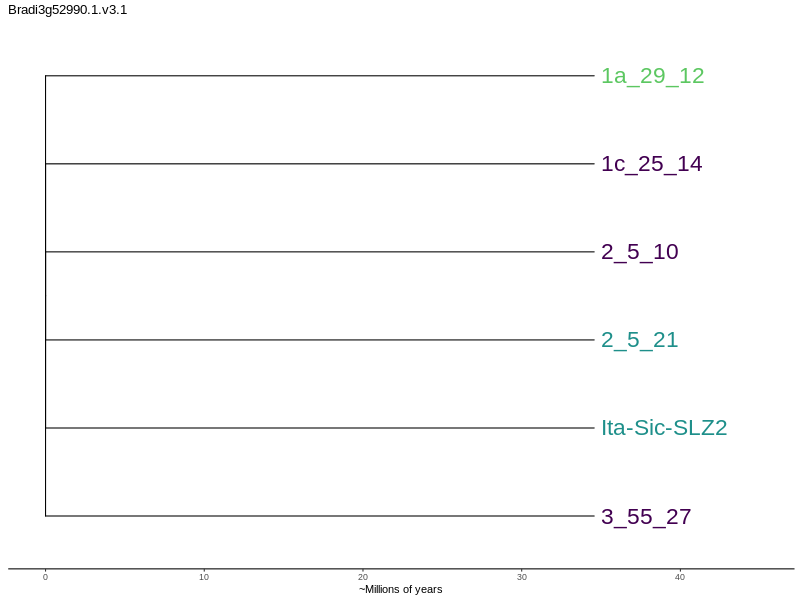 Bradi3g52990.1.v3.1
1a_29_12
1c_25_14
2_5_10
2_5_21
Ita-Sic-SLZ2
3_55_27
0 10 20 30 40
~Millions of years